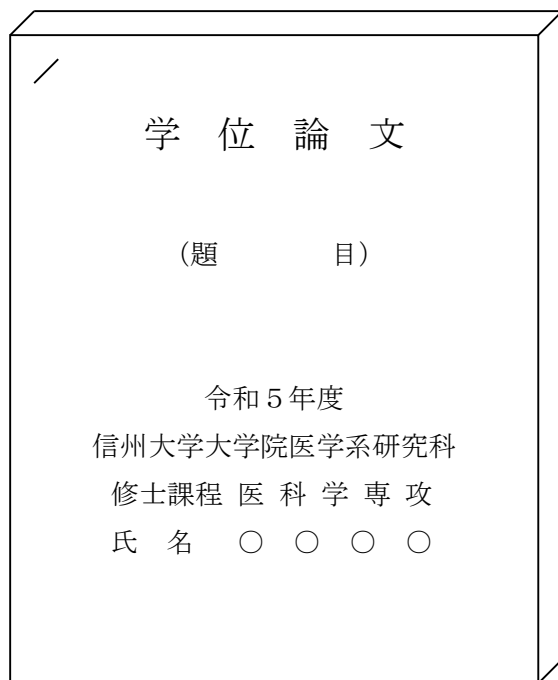 学 位 論 文
（題　　　　目）
令和５年度
信州大学大学院医学系研究科
修士課程 医 科 学 専 攻
氏 名 ○ ○ ○ ○